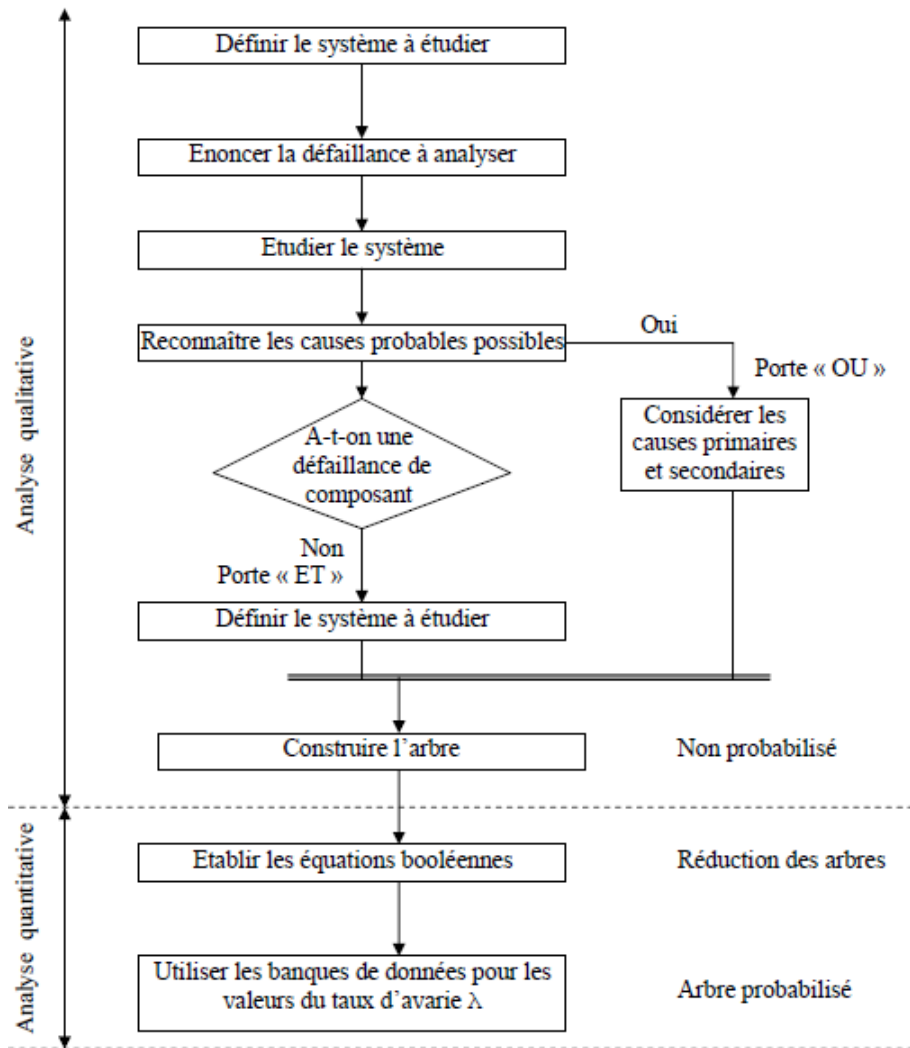 Définir le système à étudier
Enoncer la défaillance à analyser
Etudier le système
Reconnaître les causes probables possibles
Oui
Porte « OU »
Considérer les
causes primaires
et secondaires
A-t-on une
défaillance de
composant
Non
Porte « ET »
Définir le système à étudier
Construire l’arbre
Non probabilisé
Analyse qualitative
Etablir les équations booléennes
Réduction des arbres
Utiliser les banques de données pour les
valeurs du taux d’avarie λ
Arbre probabilisé
Analyse quantitative